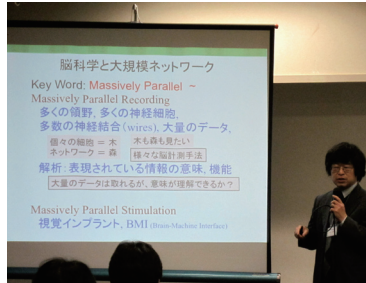 脳科学と大規模ネットワーク
Key Word: Massively Parallel ~
Massively Parallel Recording
多くの領野, 多くの神経細胞,
多数の神経結合(wires), 大量のデータ,
個々の細胞 = 木
ネットワーク = 森
木も森も見たい
様々な脳計測手法
解析: 表現されている情報の意味, 機能
大量のデータは取れるが, 意味が理解できるか?
Massively Parallel Stimulation
視覚インプラント, BMI (Brain-Machine Interface)